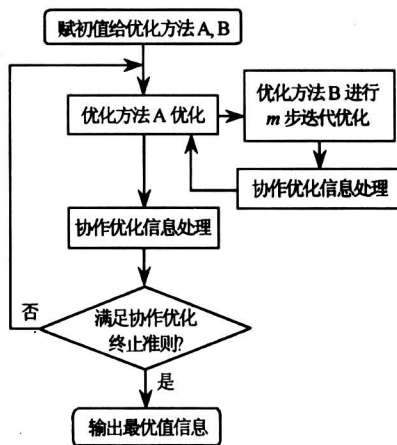 赋初值给优化方法 A, B
优化方法 A 优化
优化方法 B 进行
m 步迭代优化
协作优化信息处理
协作优化信息处理
满足协作优化
终止准则?
否
是
输出最优值信息